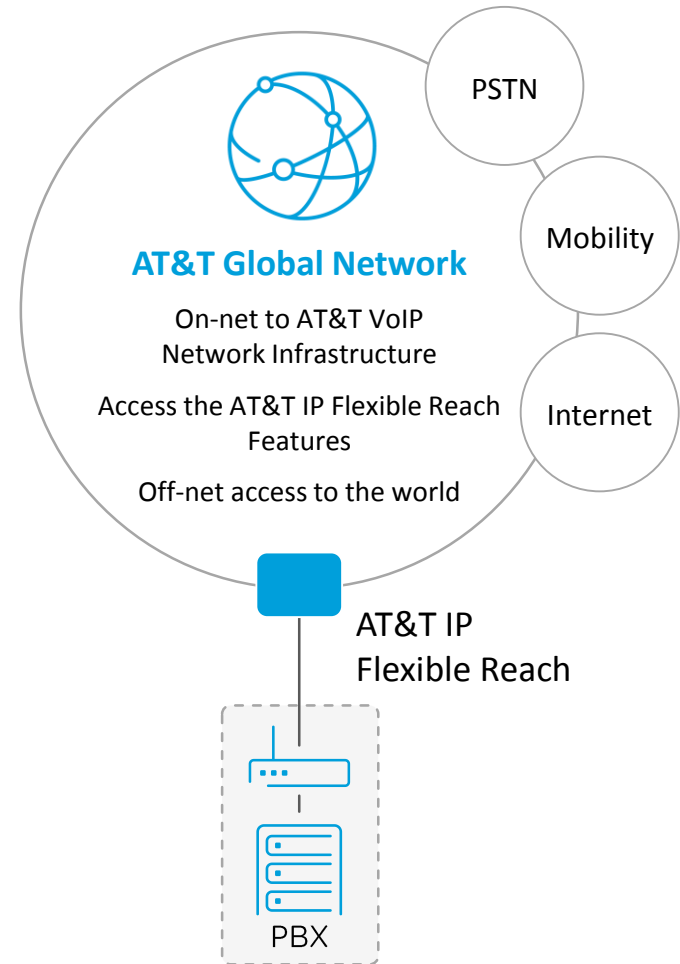 PSTN
Mobility
Internet
AT&T Global Network
On-net to AT&T VoIP
Network Infrastructure
Access the AT&T IP Flexible Reach
Features
Off-net access to the world
AT&T IP
Flexible Reach
PBX